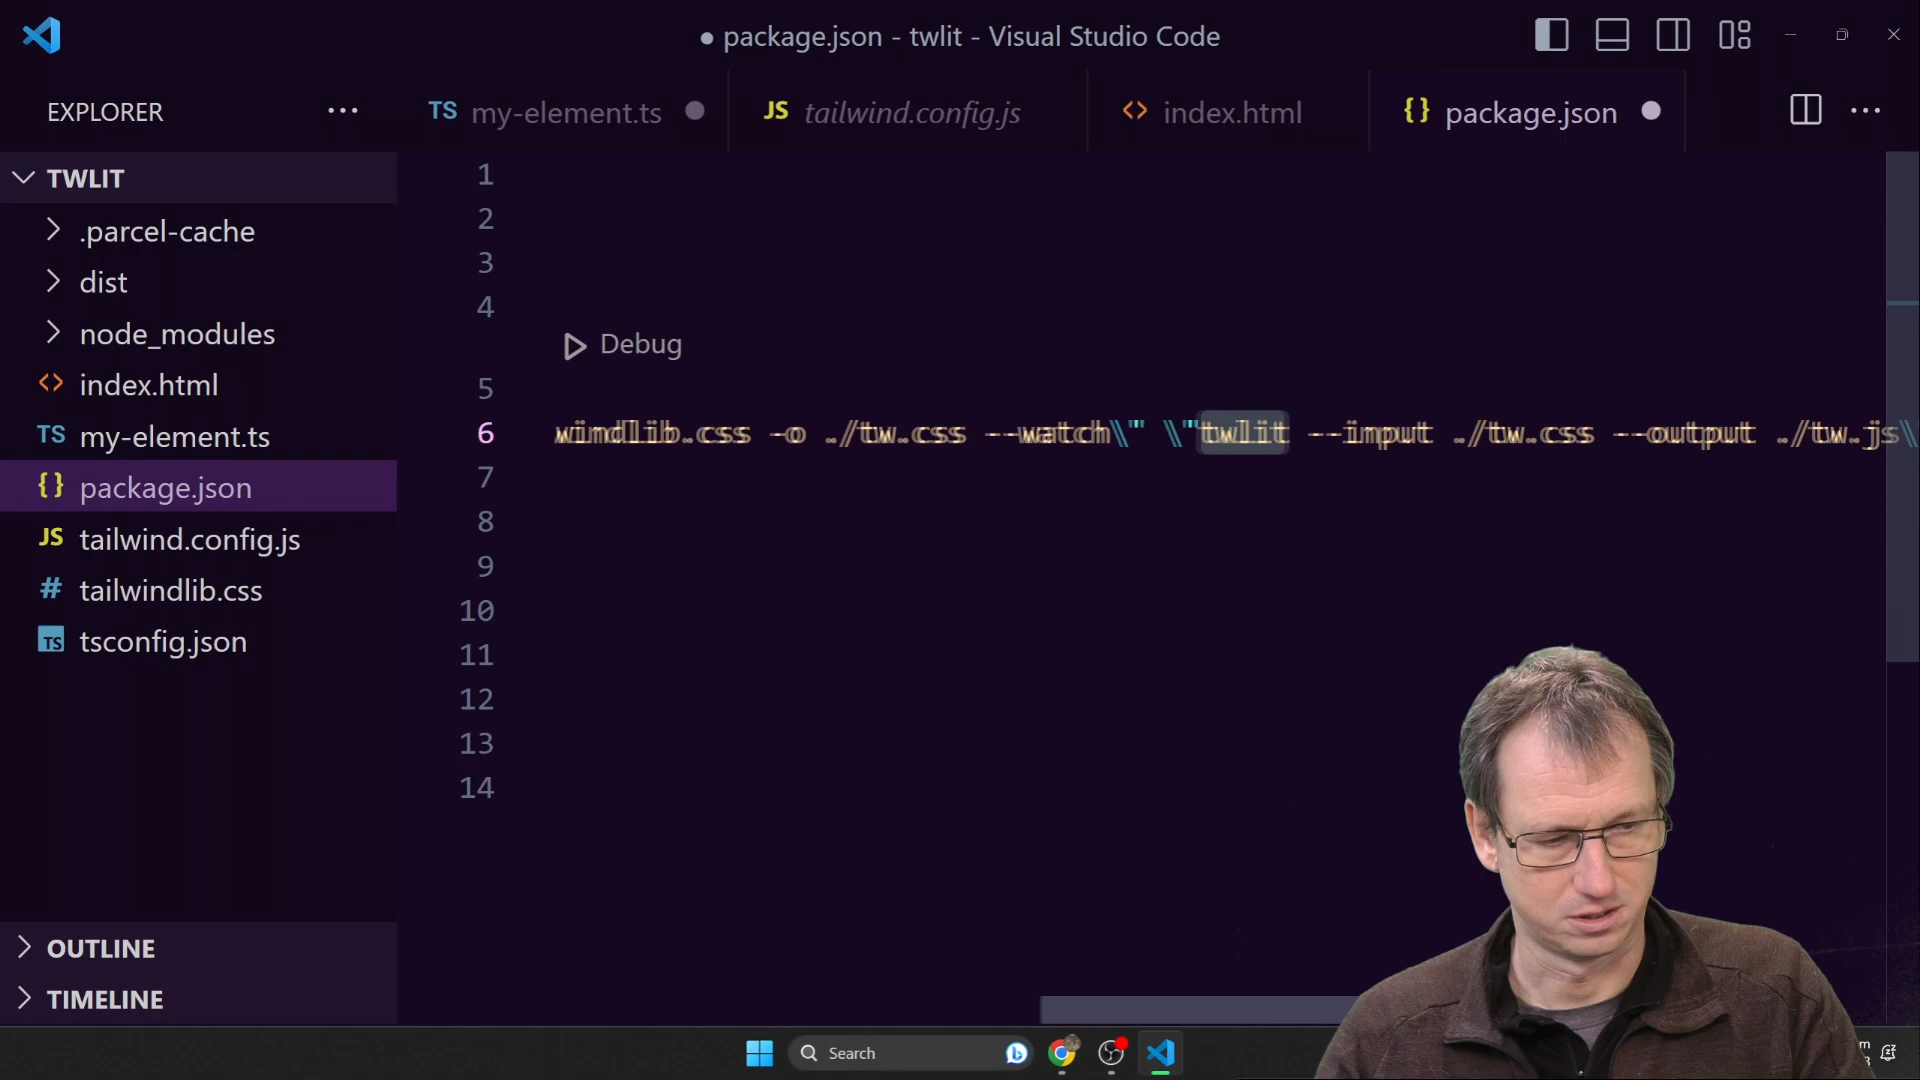 ● package.json - twlit - Visual Studio Code
EXPLORER
TS my-element.ts
JS tailwind.config.js
<> index.html
{} package.json
TWLIT
.parcel-cache
dist
node_modules
<> index.html
TS my-element.ts
{} package.json
JS tailwind.config.js
# tailwindlib.css
TS tsconfig.json
OUTLINE
TIMELINE
1
2
3
4
Debug
5
6 windlib.css -o ./tw.css --watch\" \"twlit --input ./tw.css --output ./tw.js\
7
8
9
10
11
12
13
14
Search